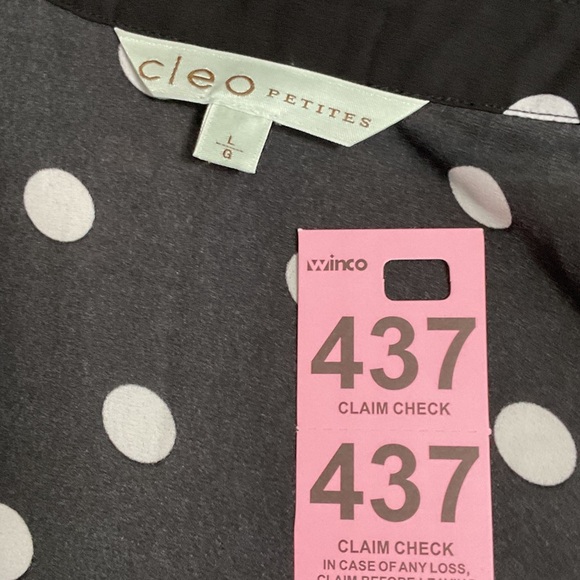 cleo PETITES
L
G
winco
437
CLAIM CHECK
437
CLAIM CHECK
IN CASE OF ANY LOSS,